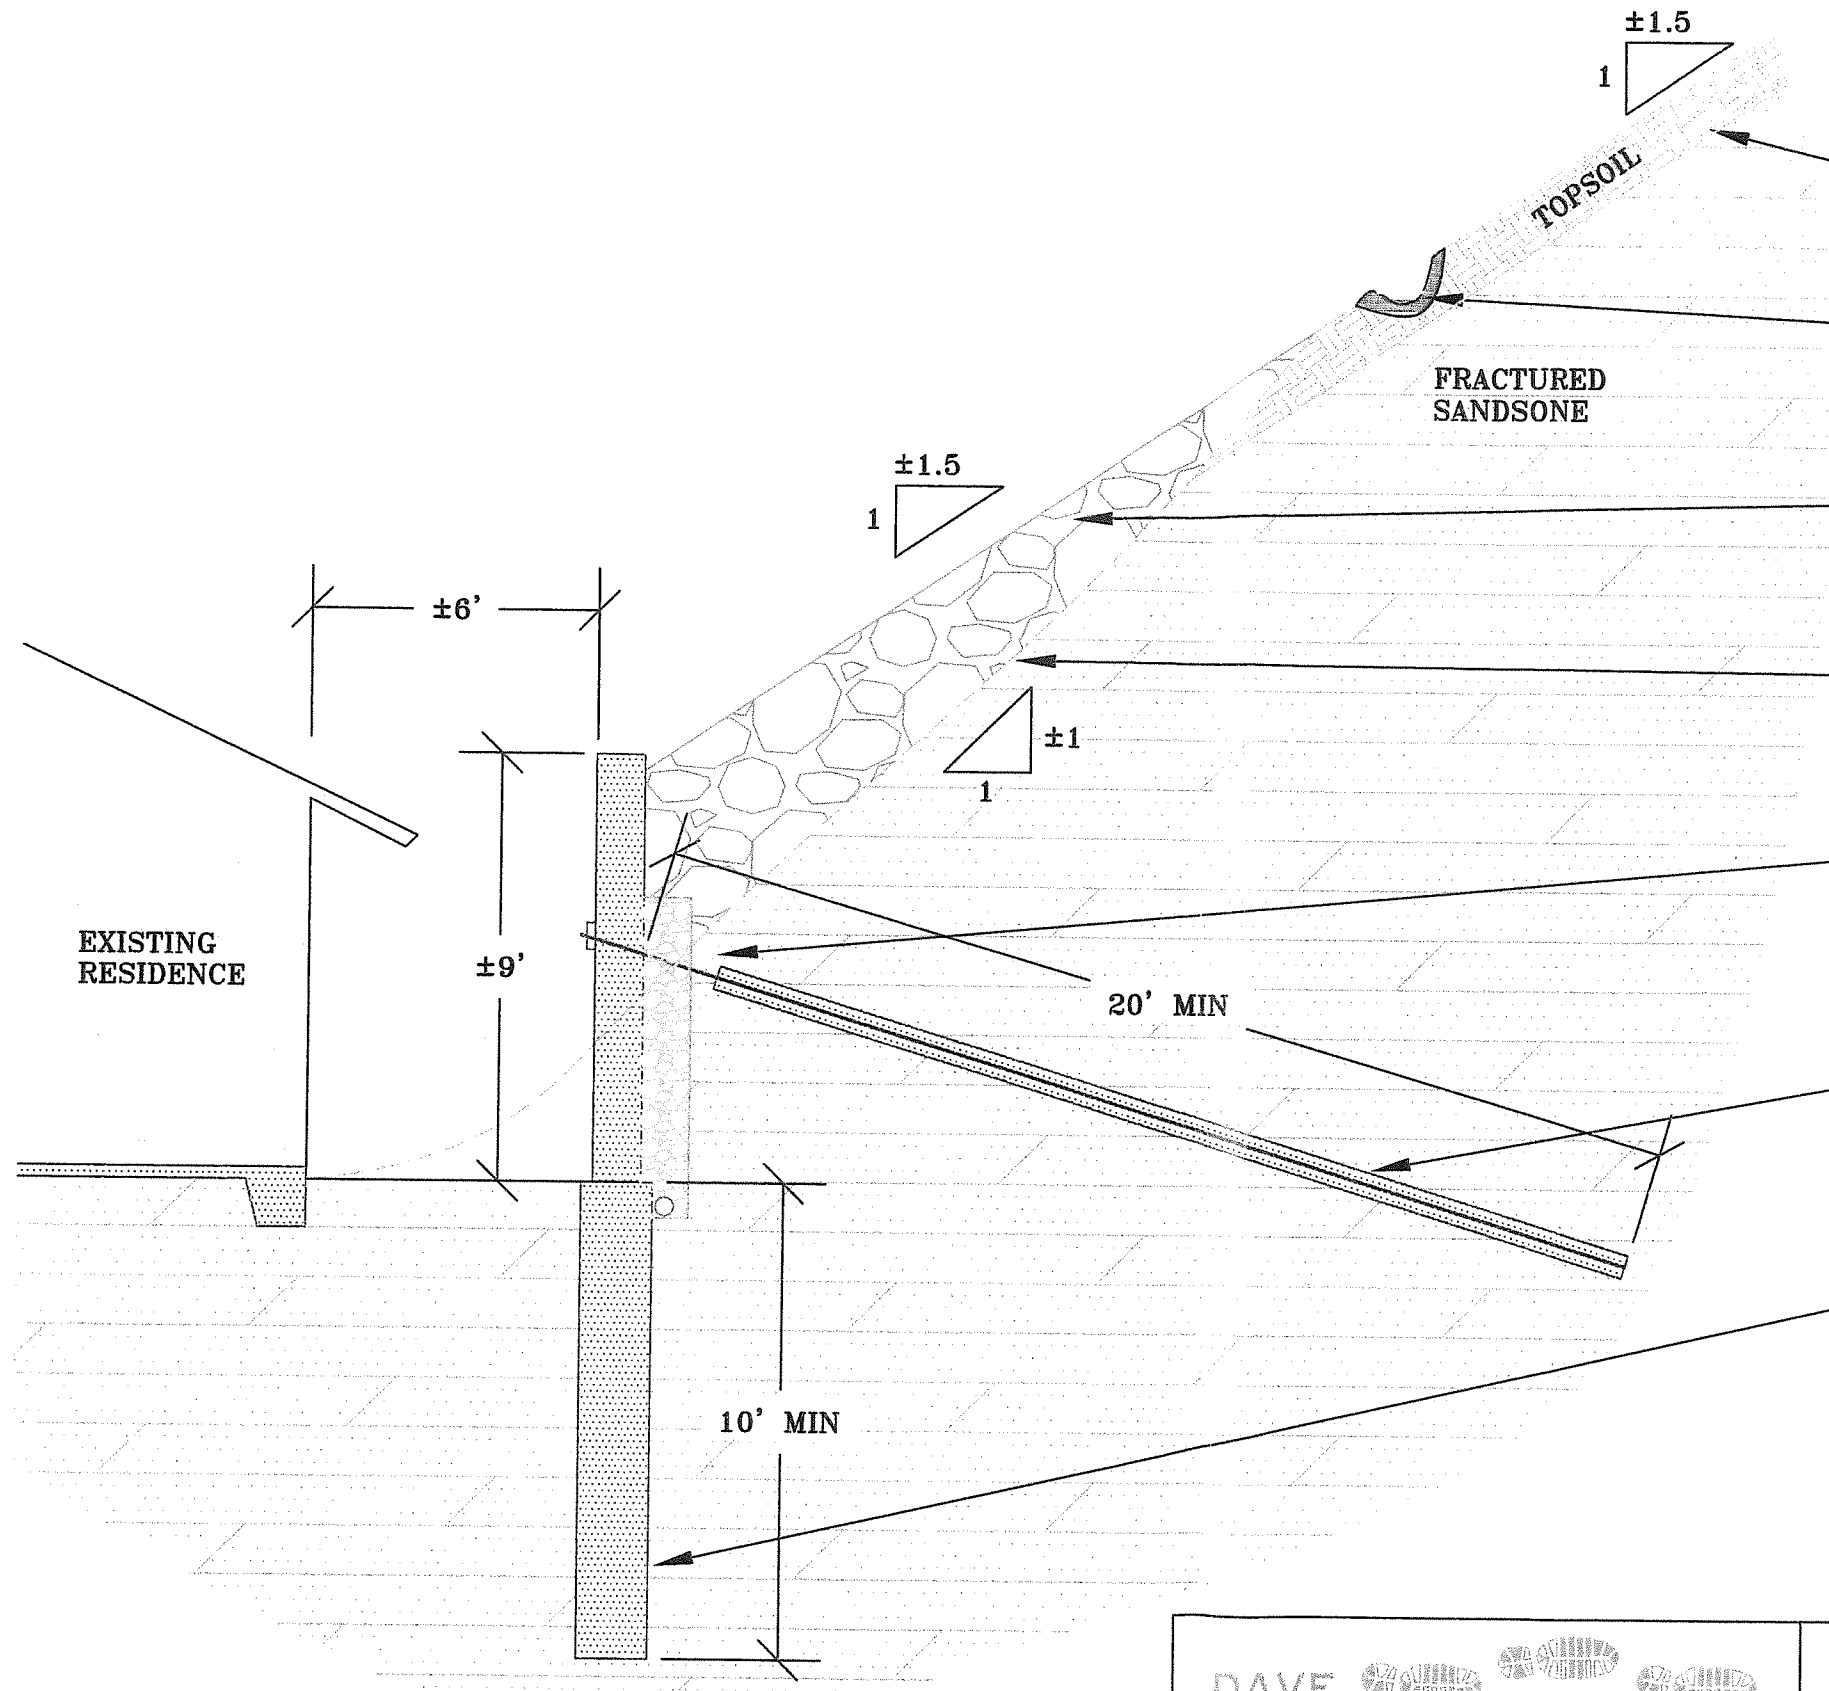 ±1.5
1
TOPSOIL
FRACTURED
SANDSONE
±1.5
1
±6'
±1
1
EXISTING
RESIDENCE
±9'
20' MIN
10' MIN
DAVE